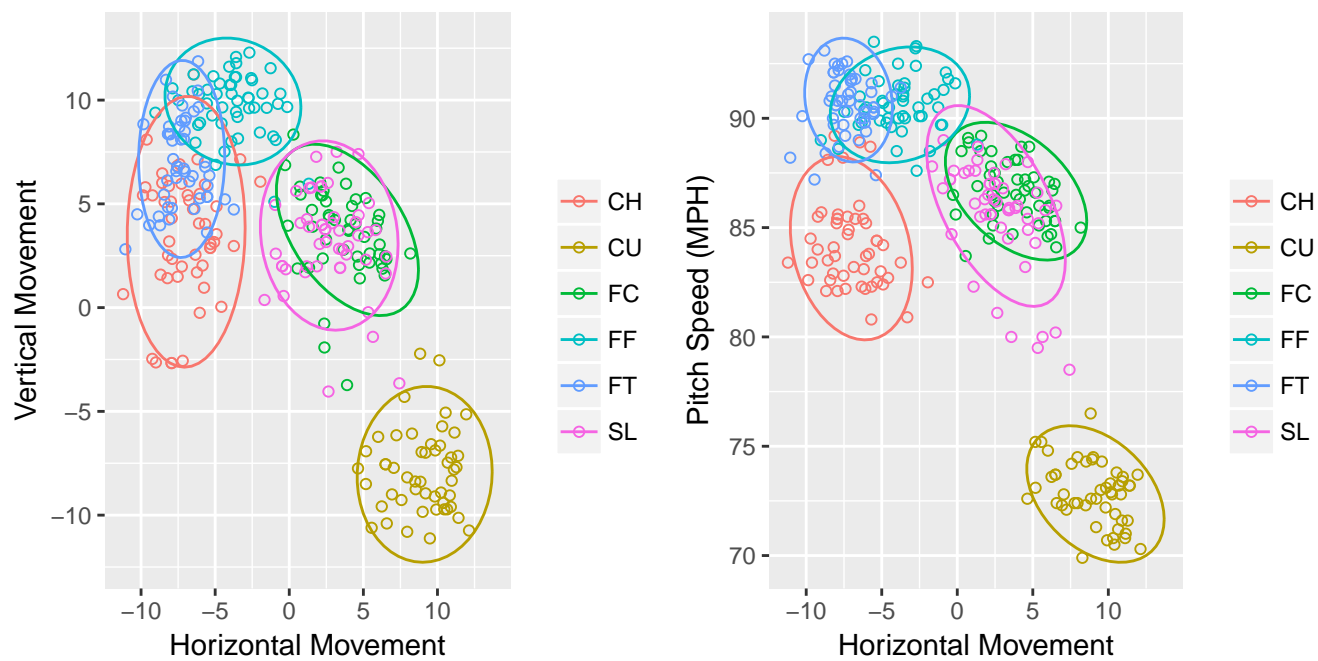 Vertical Movement
10
5
0
−5
−10
−10
−5
0
5
10
Horizontal Movement
CH
CU
FC
FF
FT
SL
Pitch Speed (MPH)
90
85
80
75
70
−10
−5
0
5
10
Horizontal Movement
CH
CU
FC
FF
FT
SL